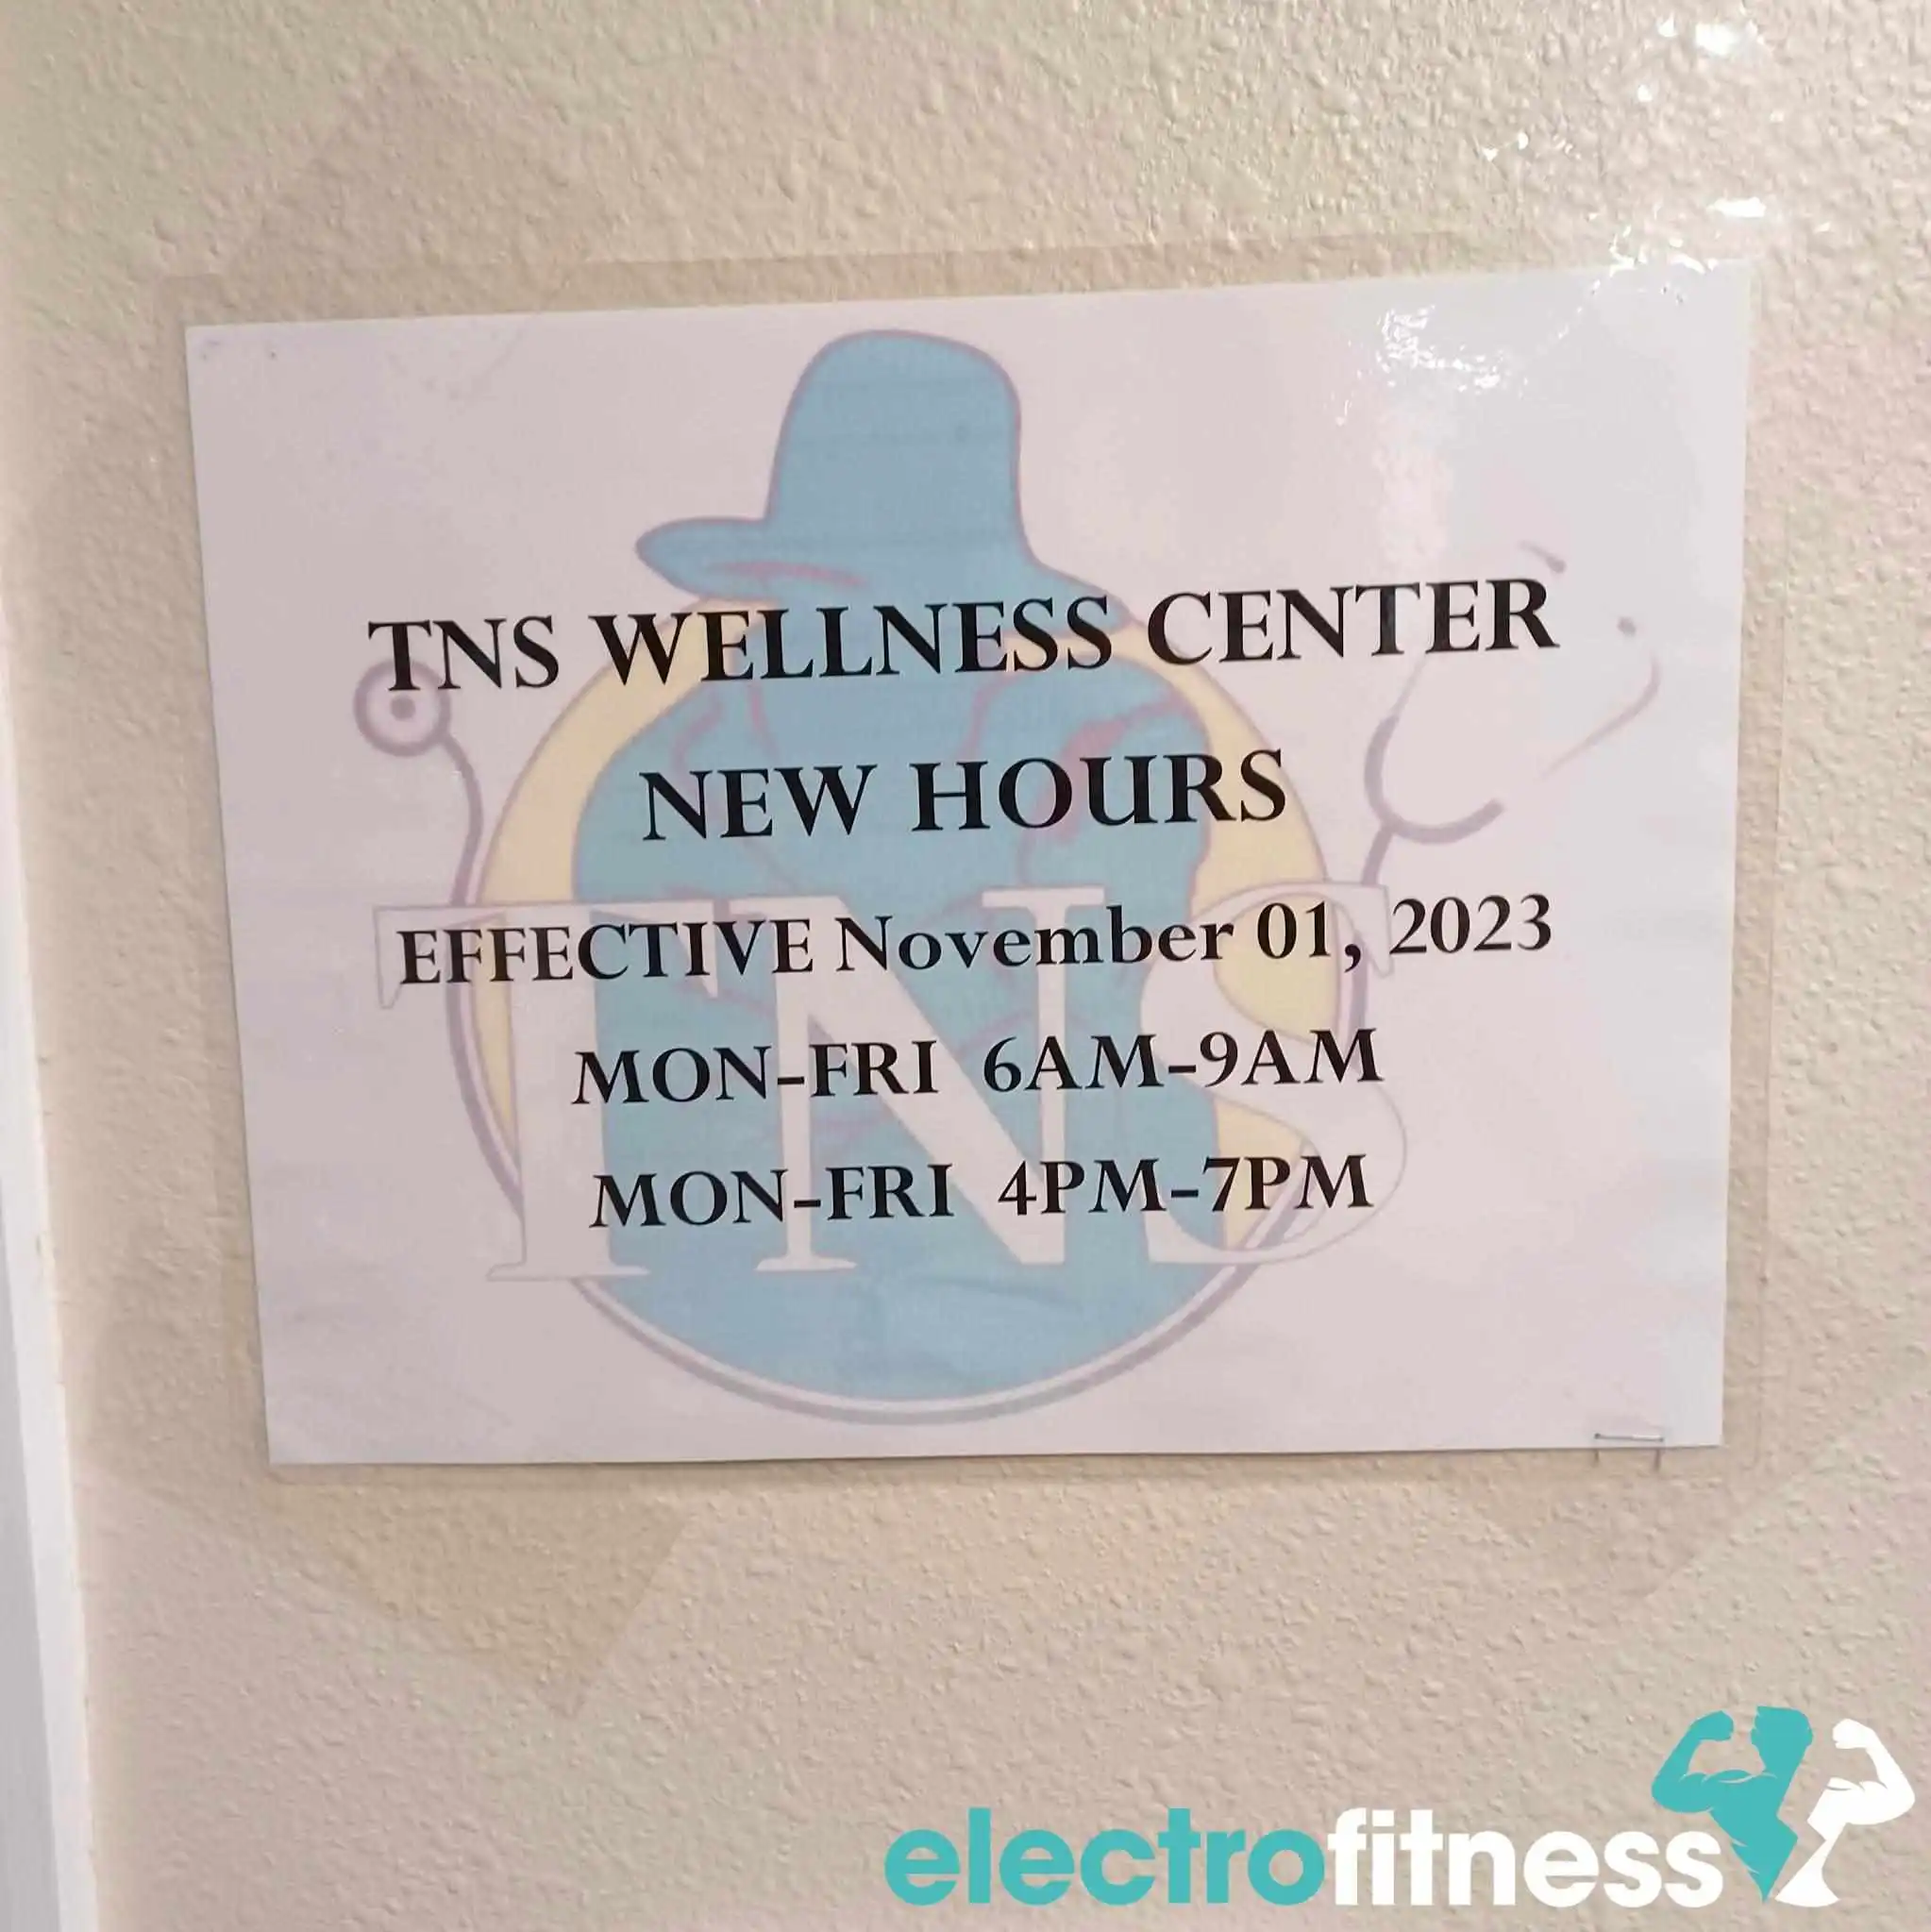 TNS WELLNESS CENTER
NEW HOURS
TNS
EFFECTIVE November 01, 2023
MON-FRI 6AM-9AM
MON-FRI 4PM-7PM
electrofitness